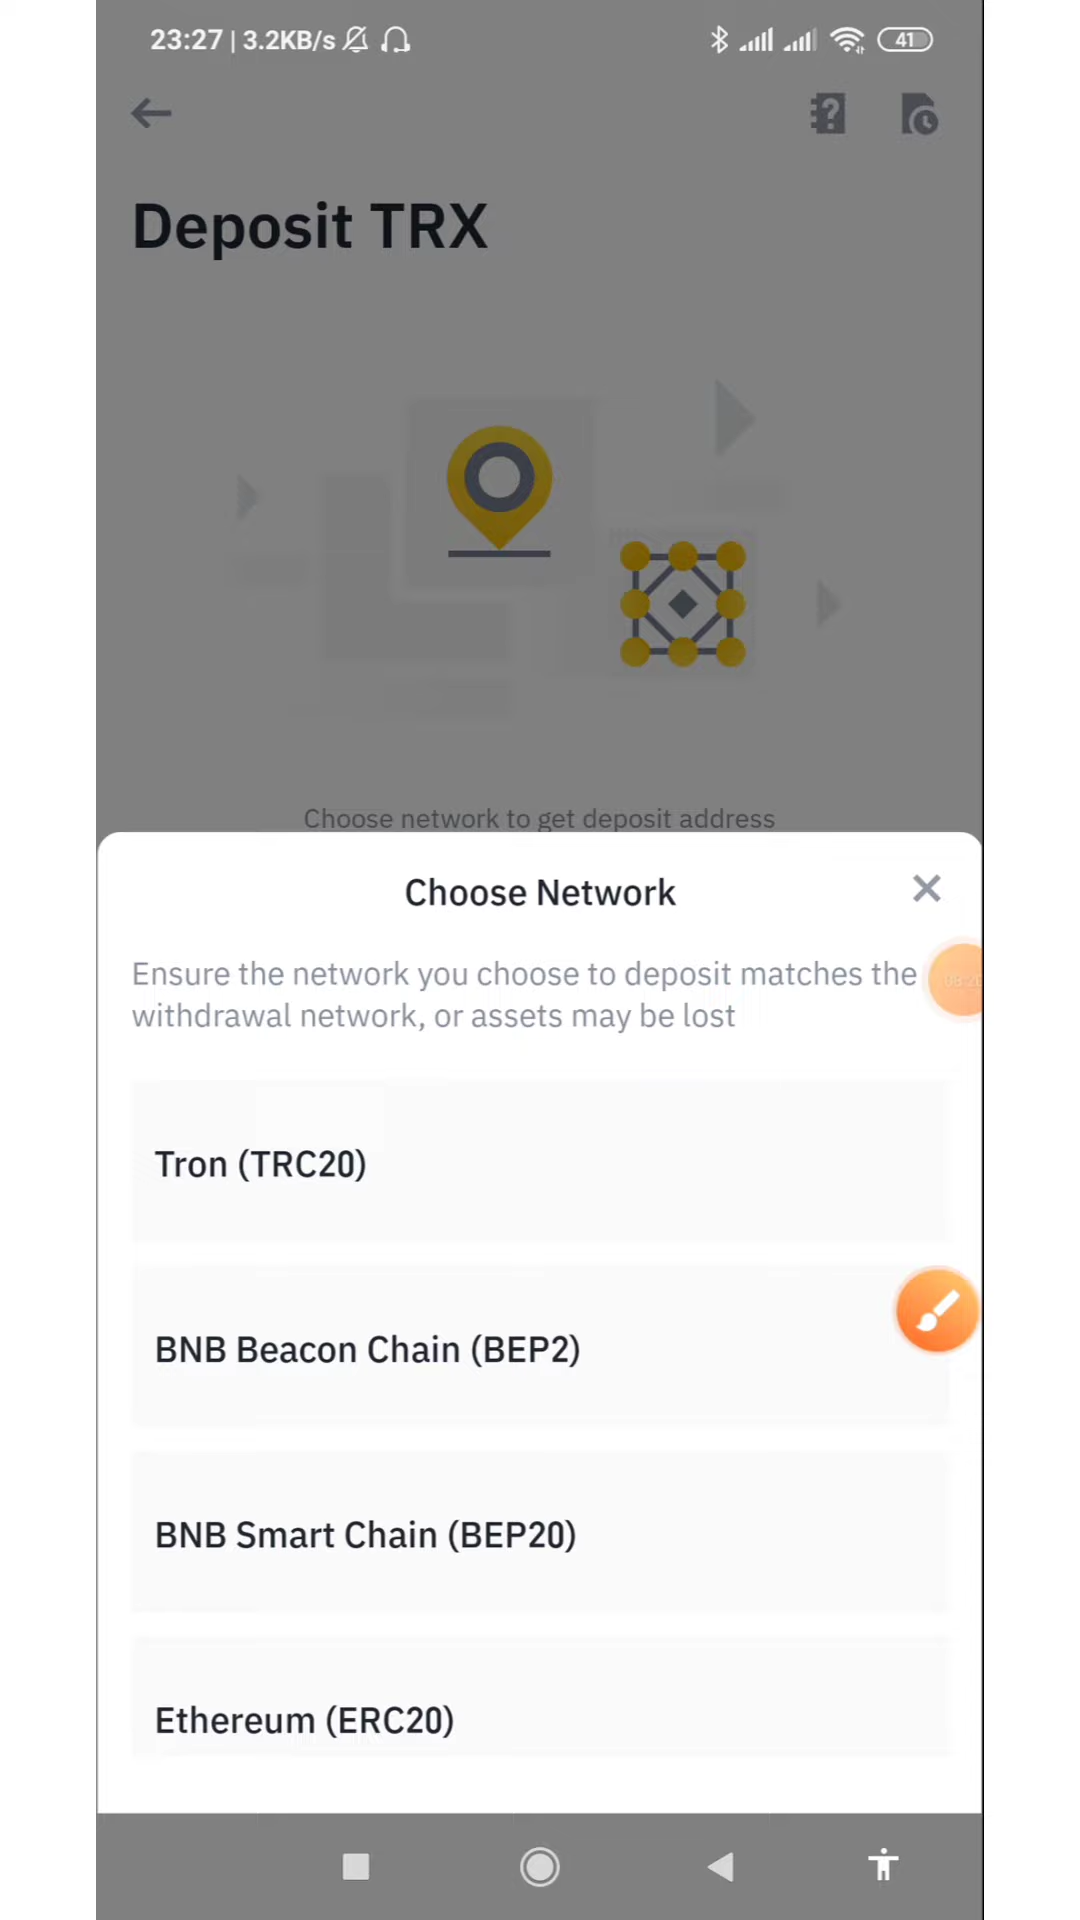 23:27 | 3.2KB/s
41
Deposit TRX
Choose network to get deposit address
Choose Network
Ensure the network you choose to deposit matches the
withdrawal network, or assets may be lost
Tron (TRC20)
BNB Beacon Chain (BEP2)
BNB Smart Chain (BEP20)
Ethereum (ERC20)